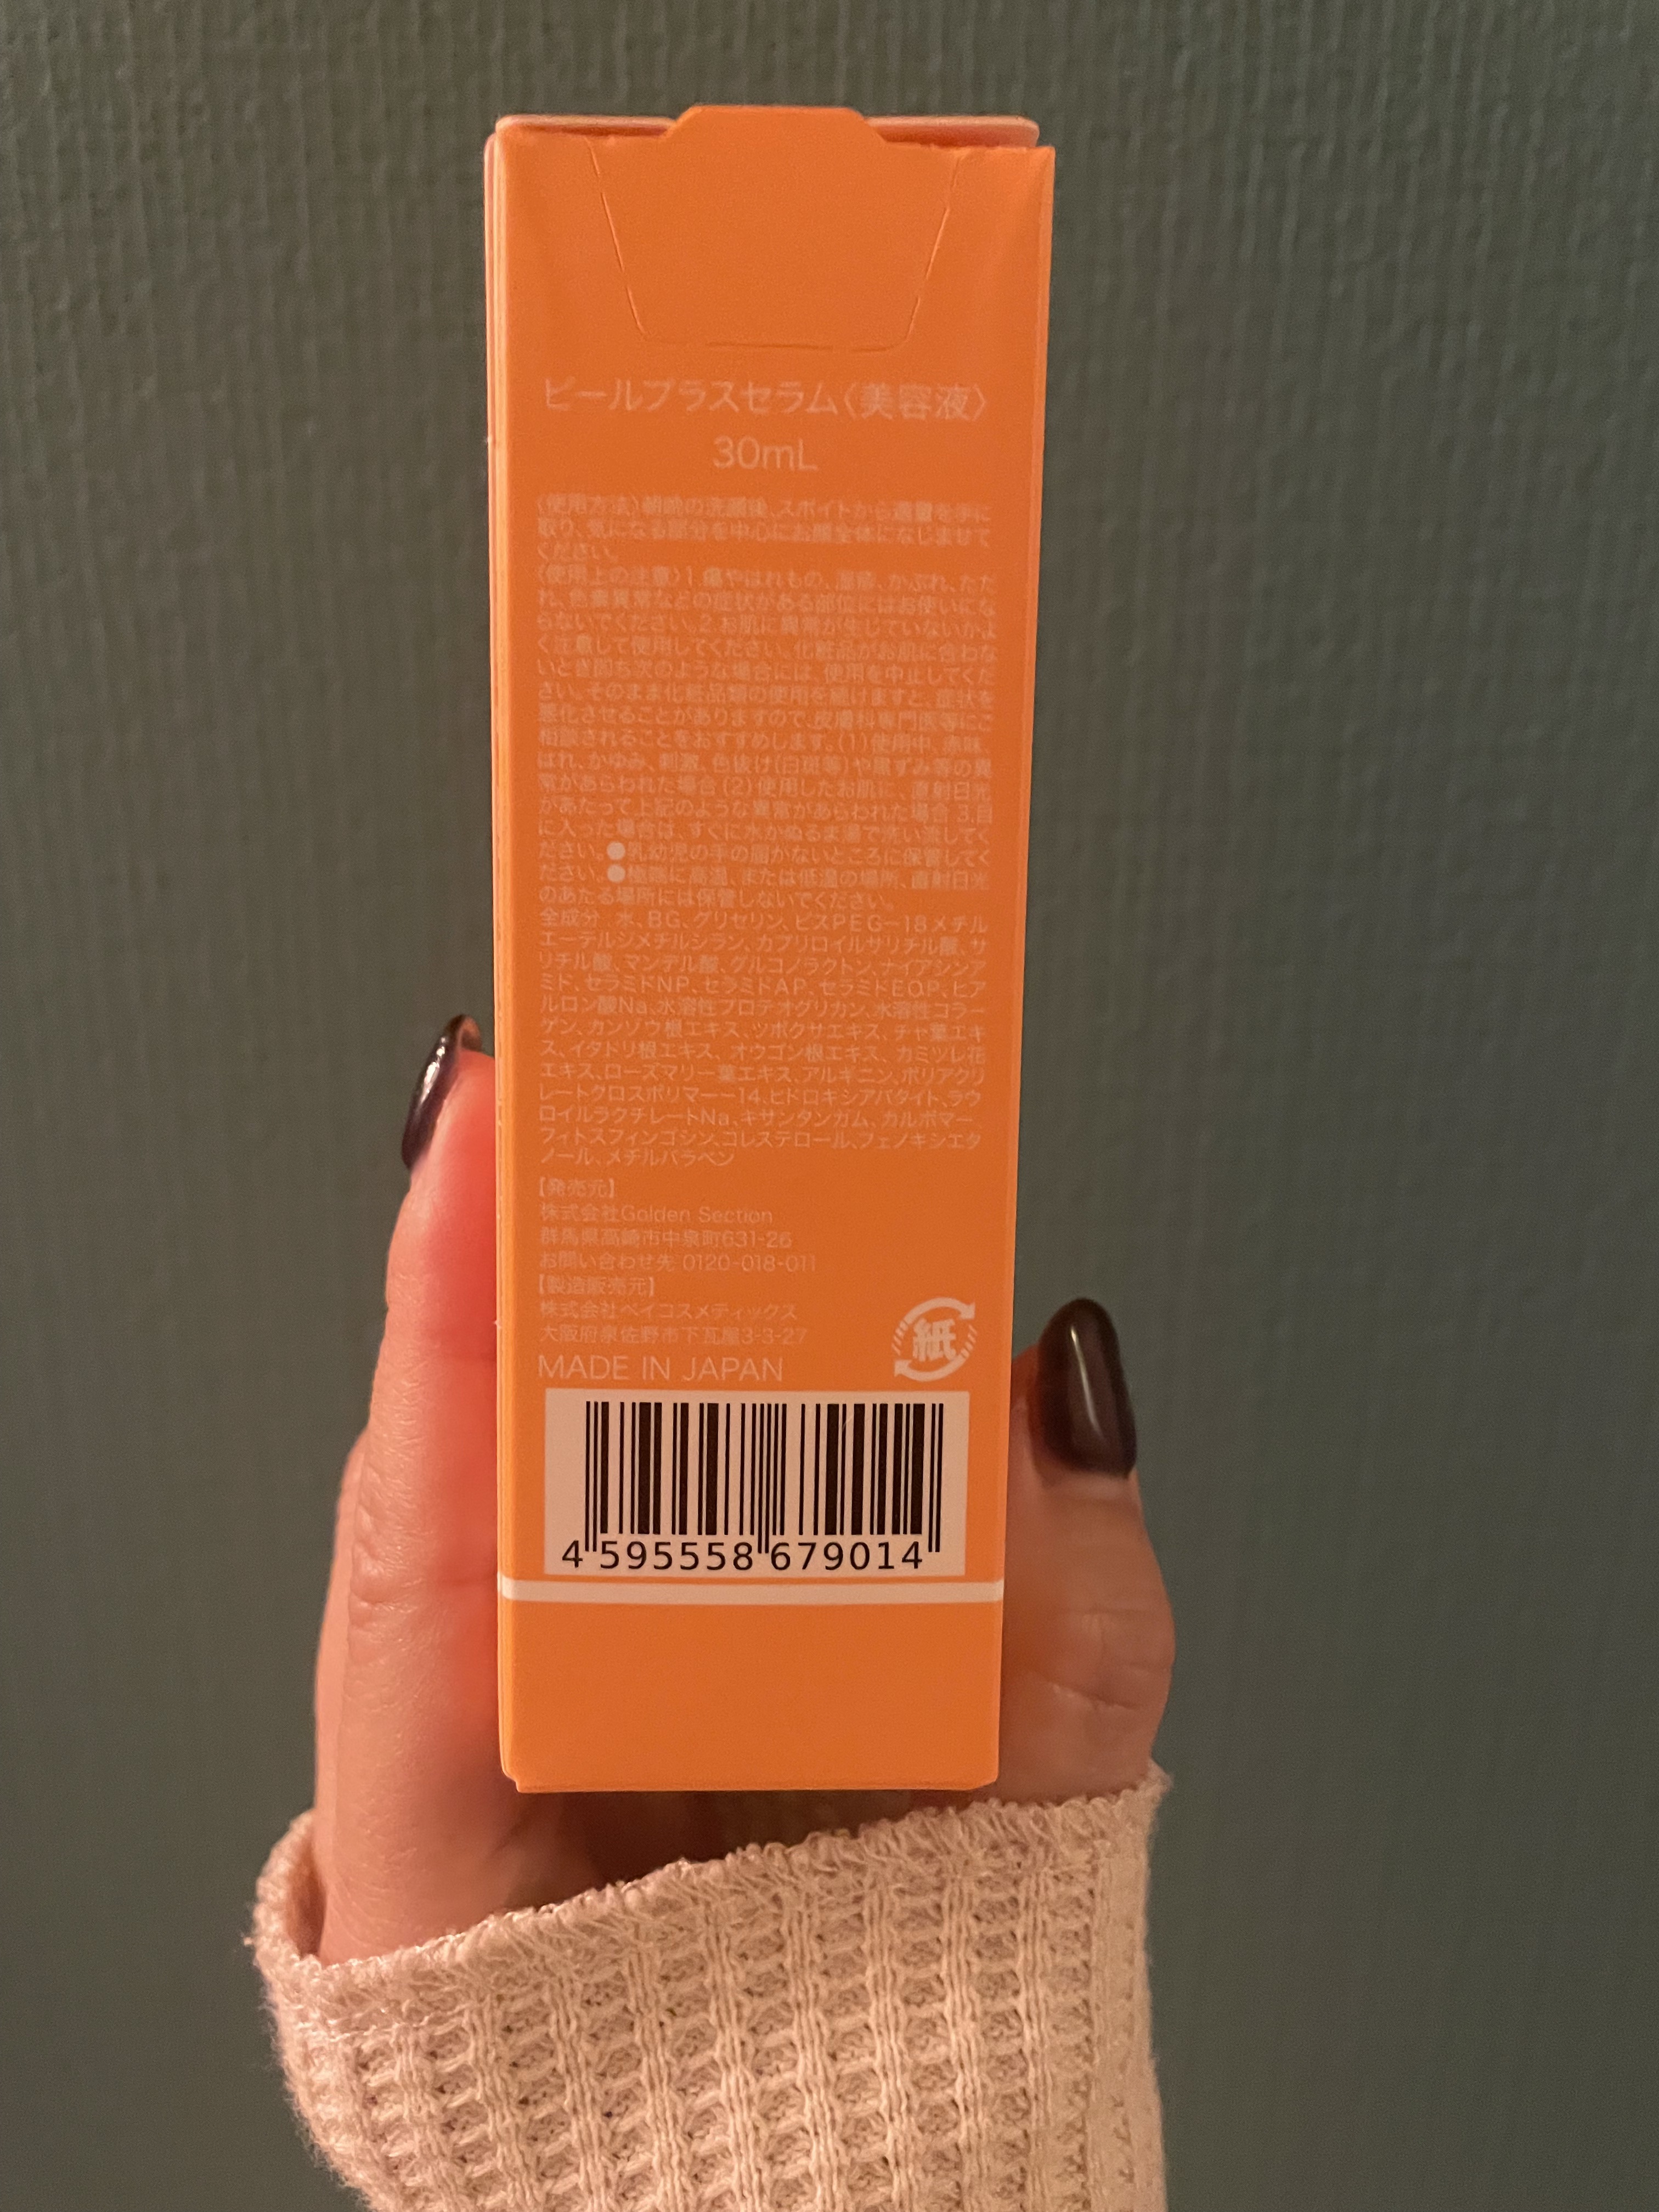 ピールプラスセラム〈美容液〉
30mL
〈使用方法〉朝晩の洗顔後、スポイトから適量を手に
取り、気になる部分を中心にお顔全体になじませて
ください。
〈使用上の注意〉1.傷やはれもの、湿疹、かぶれ、ただ
れ、色素異常などの症状がある部位にはお使いにな
らないでください。2.お肌に異常が生じていないかよ
く注意して使用してください。化粧品がお肌に合わな
いとき即ち次のような場合には、使用を中止してくだ
さい。そのまま化粧品類の使用を続けますと、症状を
悪化させることがありますので、皮膚科専門医等にご
相談されることをおすすめします。(1)使用中、赤味、
はれ、かゆみ、刺激、色抜け(白斑等)や黒ずみ等の異
常があらわれた場合(2)使用したお肌に、直射日光
があたって上記のような異常があらわれた場合 3.目
に入った場合は、すぐに水かぬるま湯で洗い流してく
ださい。●乳幼児の手の届かないところに保管してく
ださい。●極端に高温、または低温の場所、直射日光
のあたる場所には保管しないでください。
全成分 水、BG、グリセリン、ビスPEG-18メチル
エーテルジメチルシラン、カプリロイルサリチル酸、サ
リチル酸、マンデル酸、グルコノラクトン、ナイアシンア
ミド、セラミドNP、セラミドAP、セラミドEOP、ヒア
ルロン酸Na、水溶性プロテオグリカン、水溶性コラー
ゲン、カンゾウ根エキス、ツボクサエキス、チャ葉エキ
ス、イタドリ根エキス、オウゴン根エキス、カミツレ花
エキス、ローズマリー葉エキス、アルギニン、ポリアクリ
レートクロスポリマー-14、ヒドロキシアパタイト、ラウ
ロイルラクチレートNa、キサンタンガム、カルボマー、
フィトスフィンゴシン、コレステロール、フェノキシエタ
ノール、メチルパラベン
【発売元】
株式会社Golden Section
群馬県高崎市中泉町631-26
お問い合わせ先 0120-018-011
【製造販売元】
株式会社ベイコスメティックス
大阪府泉佐野市下瓦屋3-3-27
紙
MADE IN JAPAN
4 595558 679014